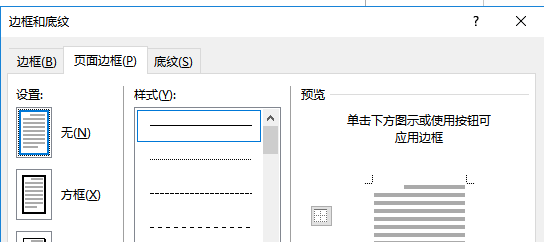 边框和底纹
? ×
边框(B) 页面边框(P) 底纹(S)
设置: 样式(Y): 预览
无(N)
单击下方图示或使用按钮可
应用边框
方框(X)